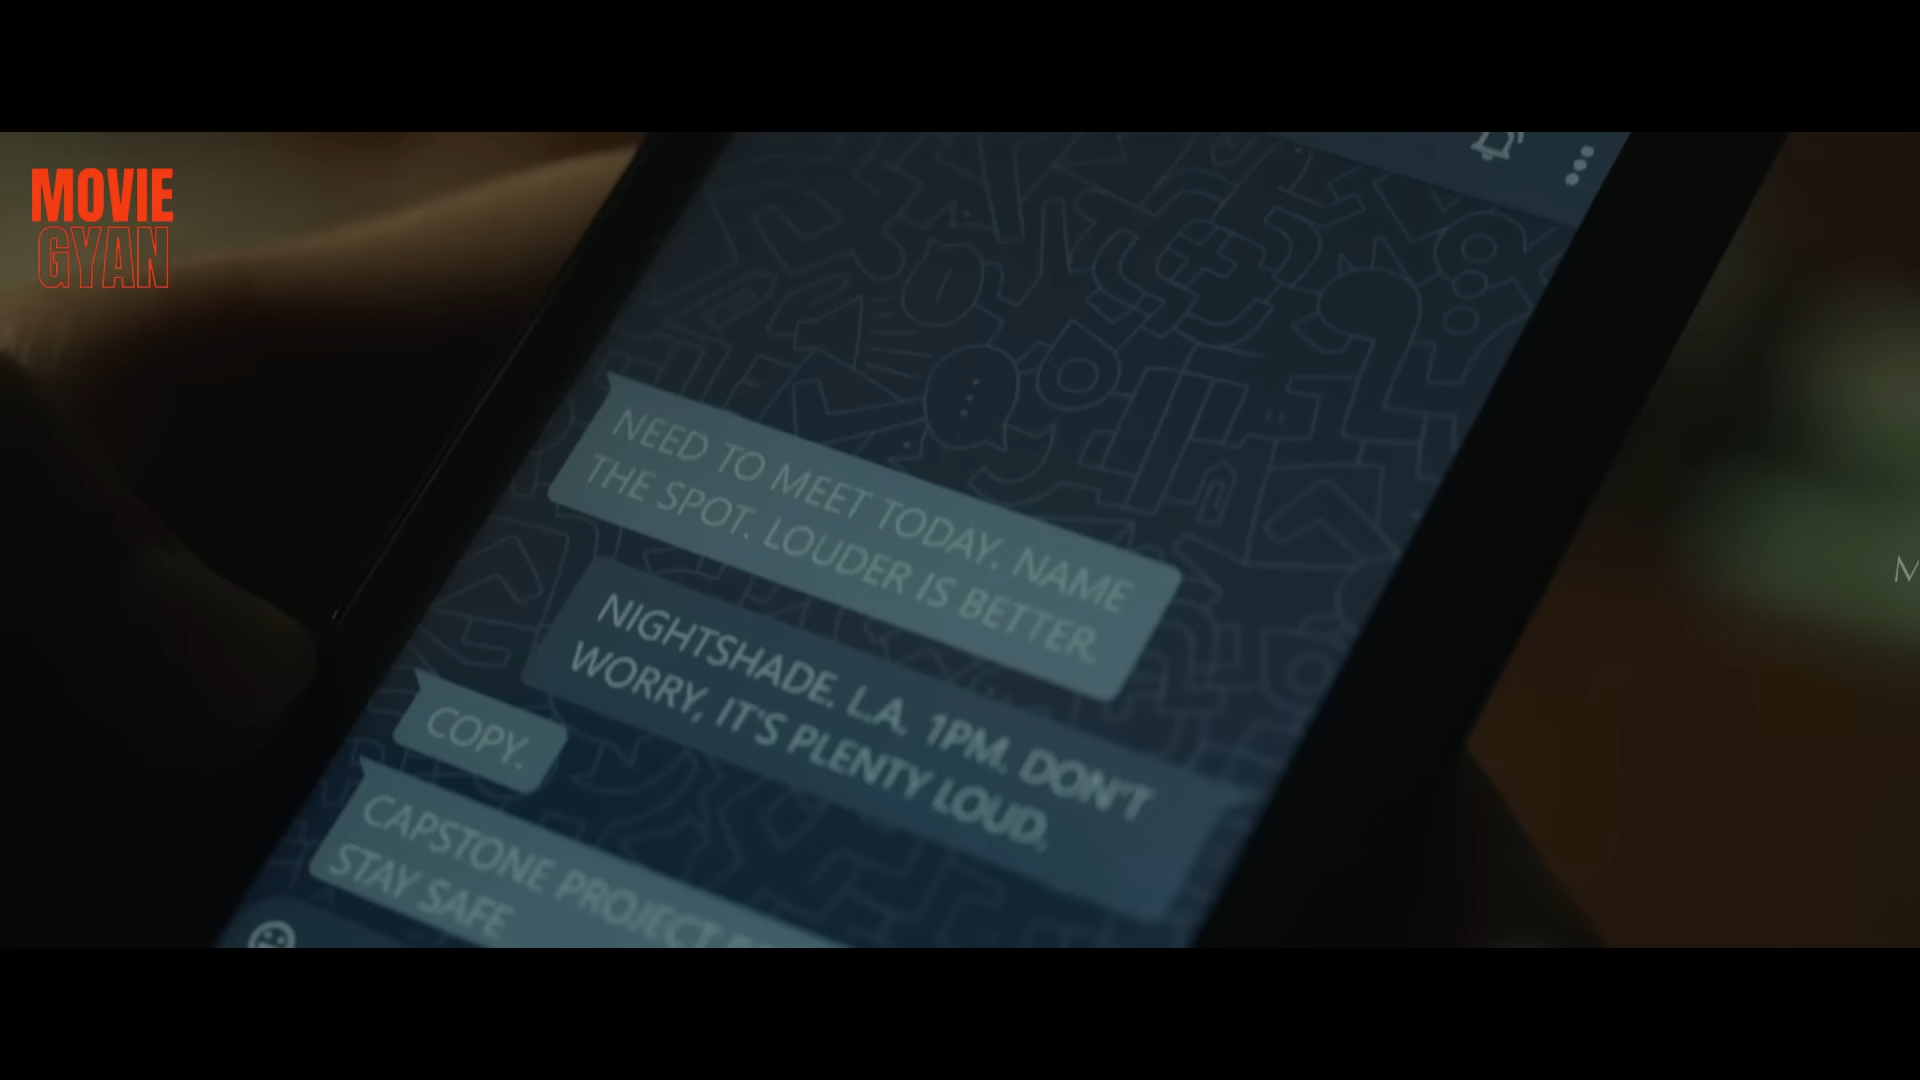 MOVIE
GYAN
NEED TO MEET TODAY. NAME
THE SPOT. LOUDER IS BETTER.
NIGHTSHADE. L.A. 1PM. DON'T
WORRY, IT'S PLENTY LOUD.
COPY.
CAPSTONE PROJECT
STAY SAFE
M